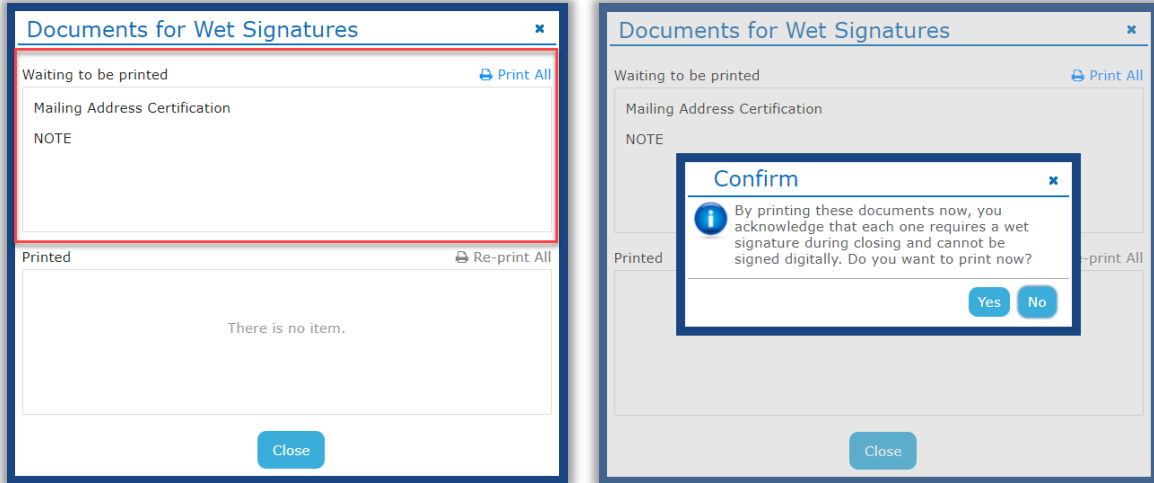 Documents for Wet Signatures
Waiting to be printed
Print All
Mailing Address Certification
NOTE
Printed
Re-print All
There is no item.
Close
Documents for Wet Signatures
Waiting to be printed
Print All
Mailing Address Certification
NOTE
Confirm
By printing these documents now, you
acknowledge that each one requires a wet
signature during closing and cannot be
signed digitally. Do you want to print now?
Yes
No
Printed
e-print All
Close